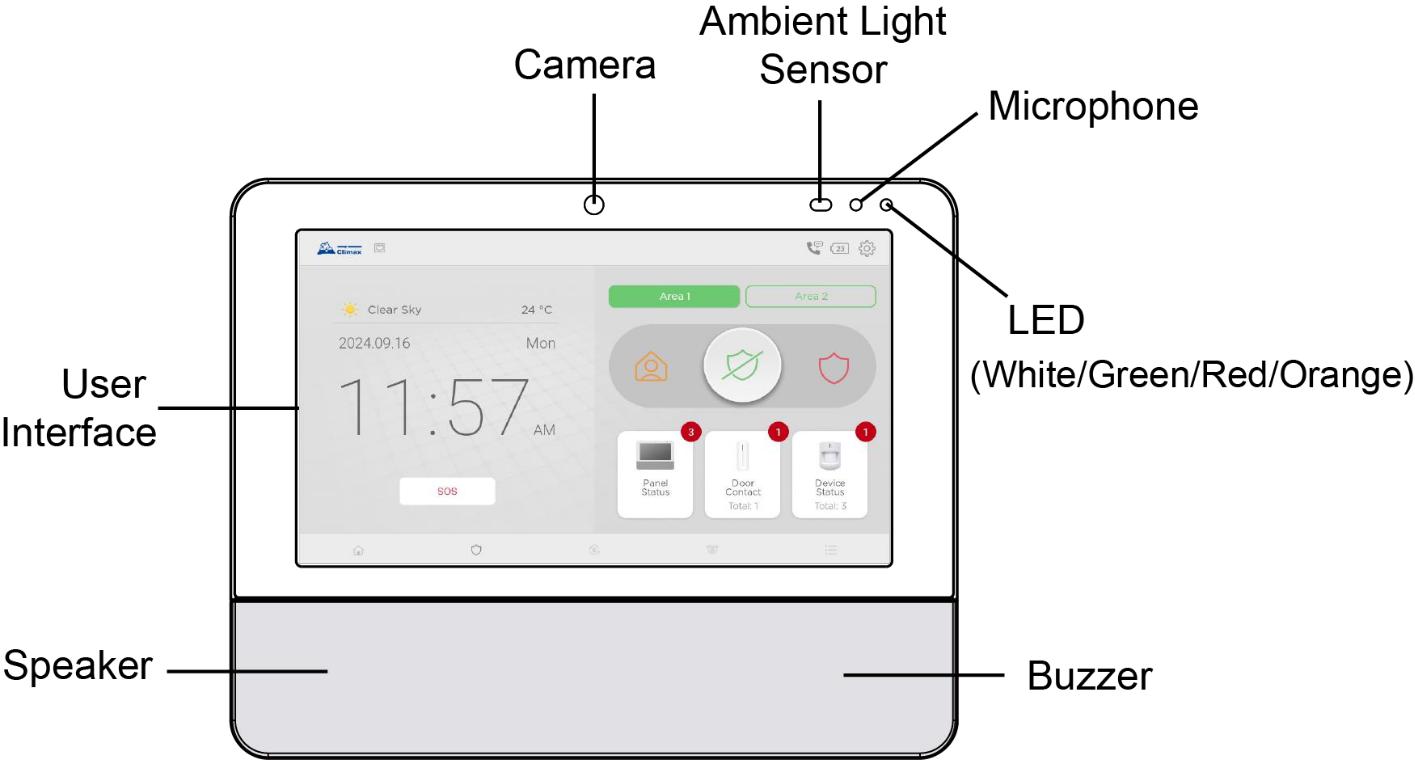 Ambient Light
Sensor
Camera
Microphone
LED
(White/Green/Red/Orange)
User
Interface
Speaker
Buzzer
Climax
23
Clear Sky
24 °C
2024.09.16
Mon
11:57 AM
SOS
Area 1
Area 2
3
Panel
Status
1
Door
Contact
Total: 1
1
Device
Status
Total: 3